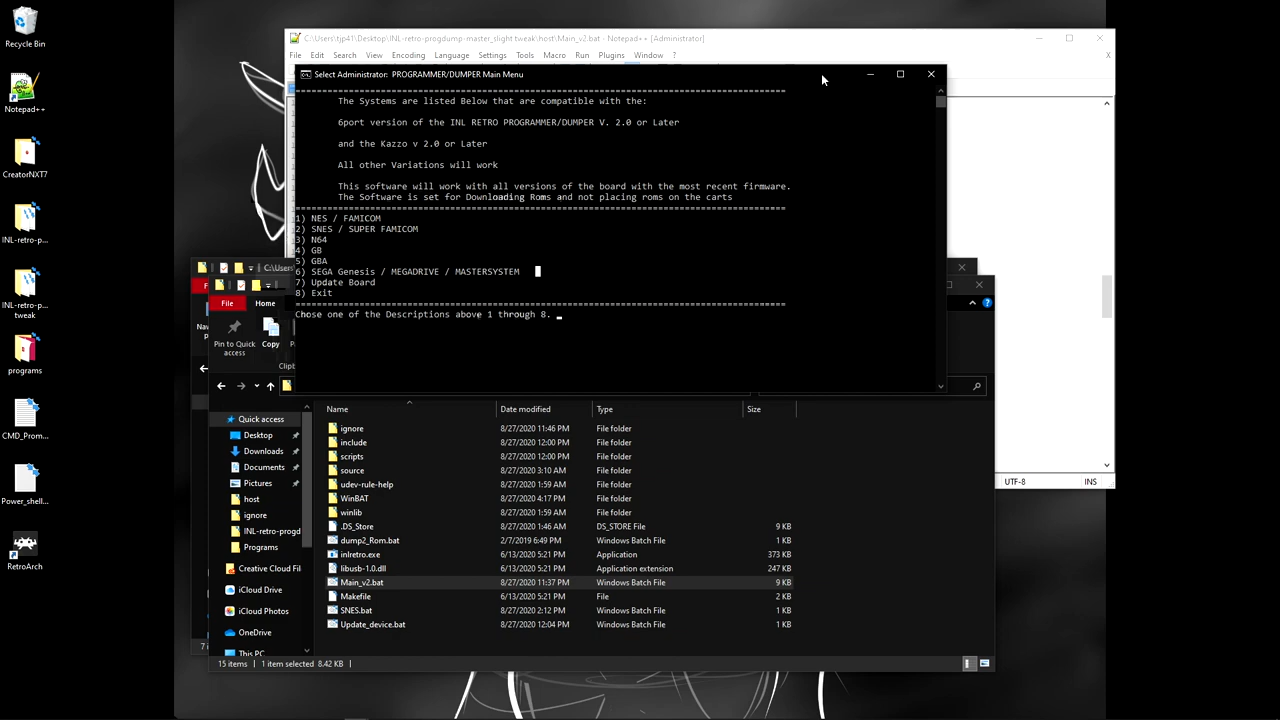 Recycle Bin
Notepad++
CreatorNXT7
INL-retro-p...
INL-retro-p...
tweak
programs
CMD_Prom...
Power_shell...
RetroArch
C:\Users\tjp41\Desktop\INL-retro-progdump-master_slight tweak\host\Main_v2.bat - Notepad++ [Administrator]
File Edit Search View Encoding Language Settings Tools Macro Run Plugins Window ?
Select Administrator: PROGRAMMER/DUMPER Main Menu
The Systems are listed Below that are compatible with the:
6port version of the INL RETRO PROGRAMMER/DUMPER V. 2.0 or Later
and the Kazzo v 2.0 or Later
All other Variations will work
This software will work with all versions of the board with the most recent firmware.
The Software is set for Downloading Roms and not placing roms on the carts
1) NES / FAMICOM
2) SNES / SUPER FAMICOM
3) N64
4) GB
5) GBA
6) SEGA Genesis / MEGADRIVE / MASTERSYSTEM
7) Update Board
8) Exit
Chose one of the Descriptions above 1 through 8.
UTF-8 INS
C:\Users
File Home
Pin to Quick
access
Copy
Clipb
Name Date modified Type Size
ignore 8/27/2020 11:46 PM File folder
include 8/27/2020 12:00 PM File folder
scripts 8/27/2020 12:00 PM File folder
source 8/27/2020 3:10 AM File folder
udev-rule-help 8/27/2020 1:59 AM File folder
WinBAT 8/27/2020 4:17 PM File folder
winlib 8/27/2020 1:59 AM File folder
.DS_Store 8/27/2020 1:46 AM DS_STORE File 9 KB
dump2_Rom.bat 2/7/2019 6:49 PM Windows Batch File 1 KB
inlretro.exe 6/13/2020 5:21 PM Application 373 KB
libusb-1.0.dll 6/13/2020 5:21 PM Application extension 247 KB
Main_v2.bat 8/27/2020 11:37 PM Windows Batch File 9 KB
Makefile 6/13/2020 5:21 PM File 2 KB
SNES.bat 8/27/2020 2:12 PM Windows Batch File 1 KB
Update_device.bat 8/27/2020 12:04 PM Windows Batch File 1 KB
Quick access
Desktop
Downloads
Documents
Pictures
host
ignore
INL-retro-progd
Programs
Creative Cloud Fil
iCloud Drive
iCloud Photos
OneDrive
This PC
15 items 1 item selected 8.42 KB